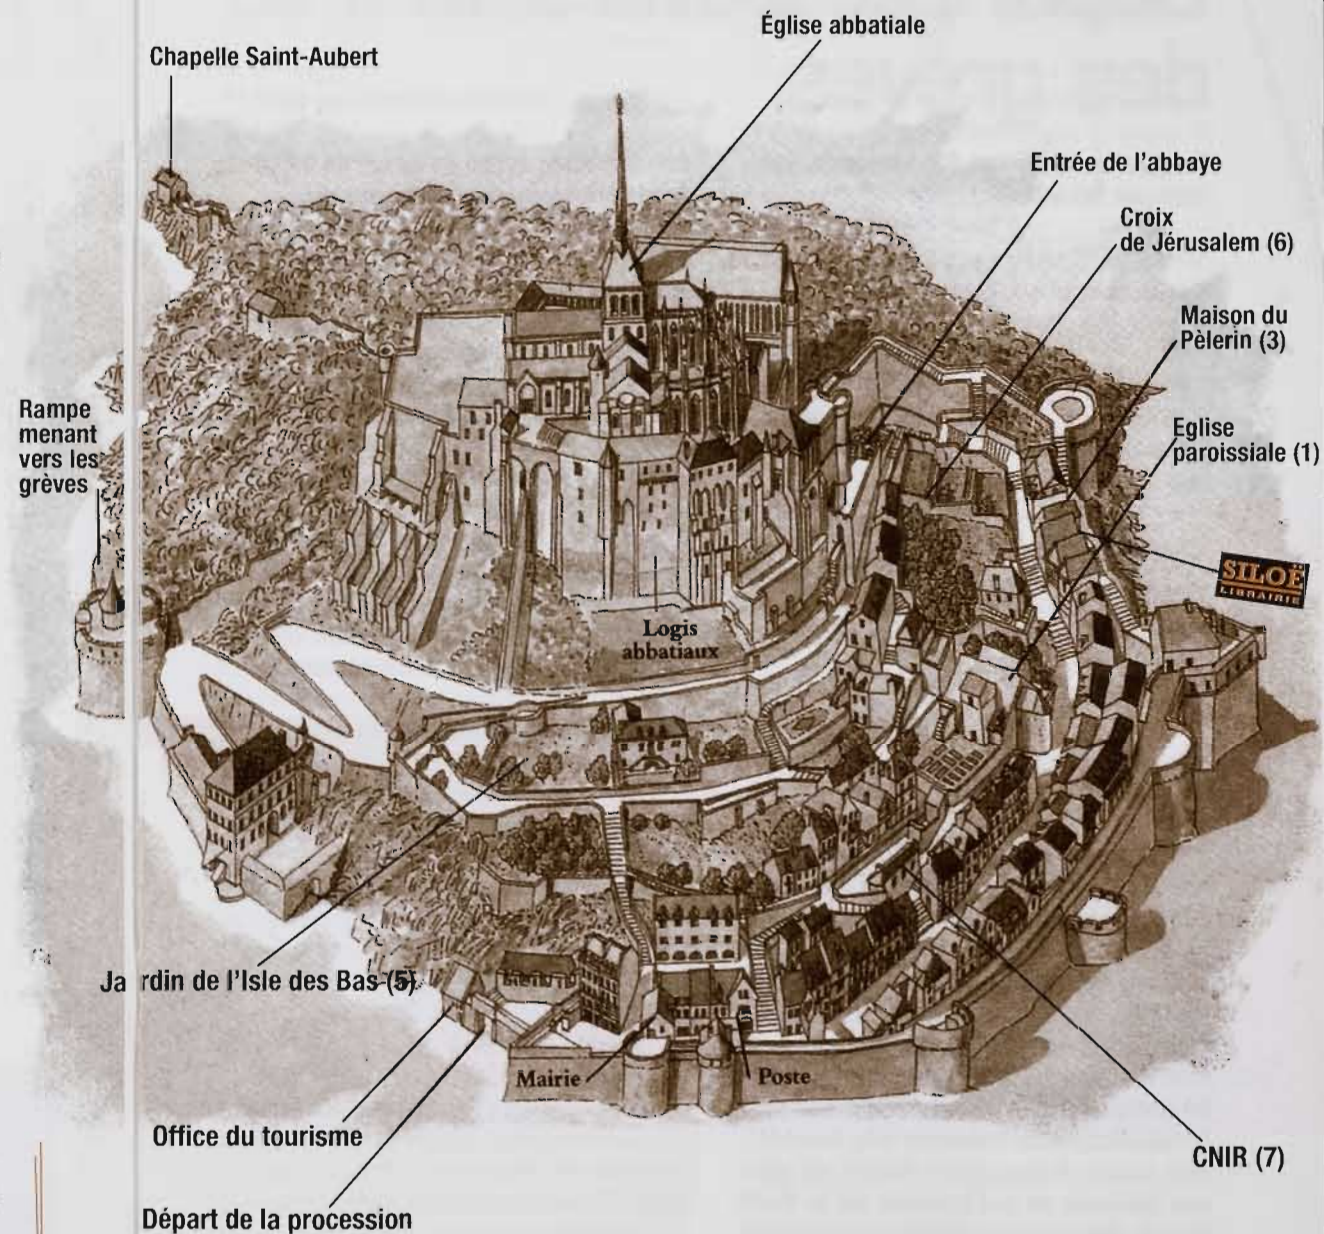 Église abbatiale
Chapelle Saint-Aubert
Entrée de l'abbaye
Croix
de Jérusalem (6)
Maison du
Pèlerin (3)
Rampe
menant
vers les
grèves
Eglise
paroissiale (1)
SILOË
LIBRAIRIE
Logis
abbatiaux
Jardin de l'Isle des Bas (5)
Mairie
Poste
Office du tourisme
CNIR (7)
Départ de la procession